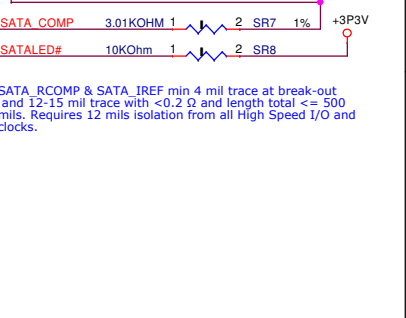 SATA_COMP 3.01KOHM 1 2 SR7 1% +3P3V
SATALED# 10KOhm 1 2 SR8
SATA_RCOMP & SATA_IREF min 4 mil trace at break-out
and 12-15 mil trace with <0.2 Ω and length total <= 500
mils. Requires 12 mils isolation from all High Speed I/O and
clocks.